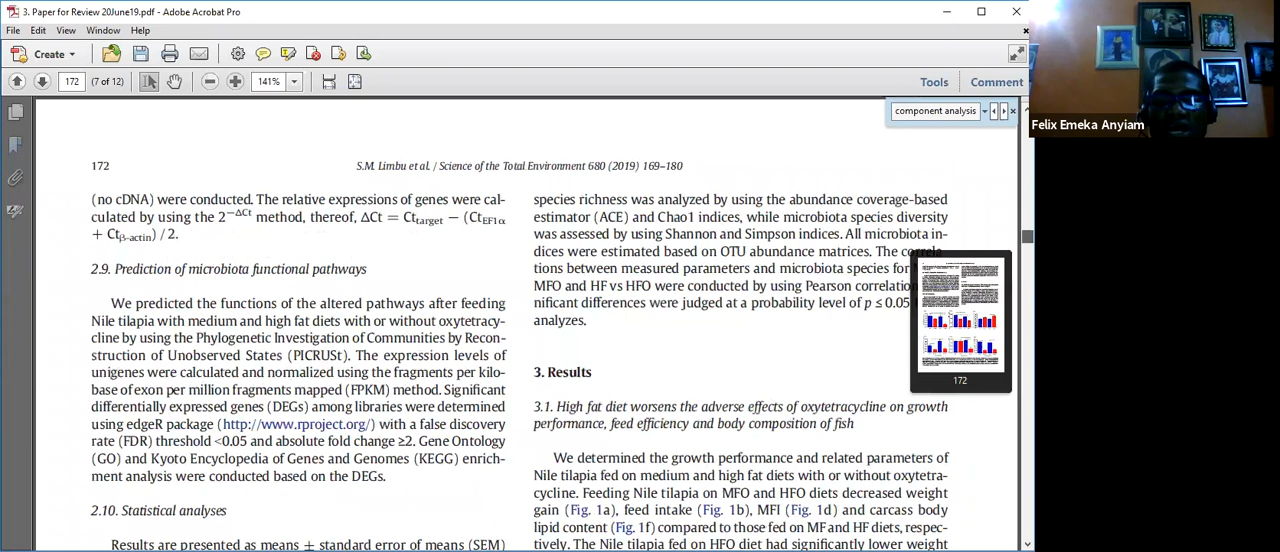 3. Paper for Review 20June19.pdf - Adobe Acrobat Pro
File Edit View Window Help
Create
172 (7 of 12) 141% Tools Comment
component analysis
Felix Emeka Anyiam
172 S.M. Limbu et al. / Science of the Total Environment 680 (2019) 169–180
(no cDNA) were conducted. The relative expressions of genes were cal-
culated by using the 2−ΔCt method, thereof, ΔCt = Cttarget − (CtEF1α
+ Ctβ-actin) / 2.
2.9. Prediction of microbiota functional pathways
We predicted the functions of the altered pathways after feeding
Nile tilapia with medium and high fat diets with or without oxytetracy-
cline by using the Phylogenetic Investigation of Communities by Recon-
struction of Unobserved States (PICRUSt). The expression levels of
unigenes were calculated and normalized using the fragments per kilo-
base of exon per million fragments mapped (FPKM) method. Significant
differentially expressed genes (DEGs) among libraries were determined
using edgeR package (http://www.rproject.org/) with a false discovery
rate (FDR) threshold <0.05 and absolute fold change ≥2. Gene Ontology
(GO) and Kyoto Encyclopedia of Genes and Genomes (KEGG) enrich-
ment analysis were conducted based on the DEGs.
2.10. Statistical analyses
Results are presented as means ± standard error of means (SEM)
species richness was analyzed by using the abundance coverage-based
estimator (ACE) and Chao1 indices, while microbiota species diversity
was assessed by using Shannon and Simpson indices. All microbiota in-
dices were estimated based on OTU abundance matrices. The correla-
tions between measured parameters and microbiota species for
MFO and HF vs HFO were conducted by using Pearson correlation
nificant differences were judged at a probability level of p ≤ 0.05
analyzes.
3. Results
3.1. High fat diet worsens the adverse effects of oxytetracycline on growth
performance, feed efficiency and body composition of fish
We determined the growth performance and related parameters of
Nile tilapia fed on medium and high fat diets with or without oxytetra-
cycline. Feeding Nile tilapia on MFO and HFO diets decreased weight
gain (Fig. 1a), feed intake (Fig. 1b), MFI (Fig. 1d) and carcass body
lipid content (Fig. 1f) compared to those fed on MF and HF diets, respec-
tively. The Nile tilapia fed on HFO diet had significantly lower weight
172